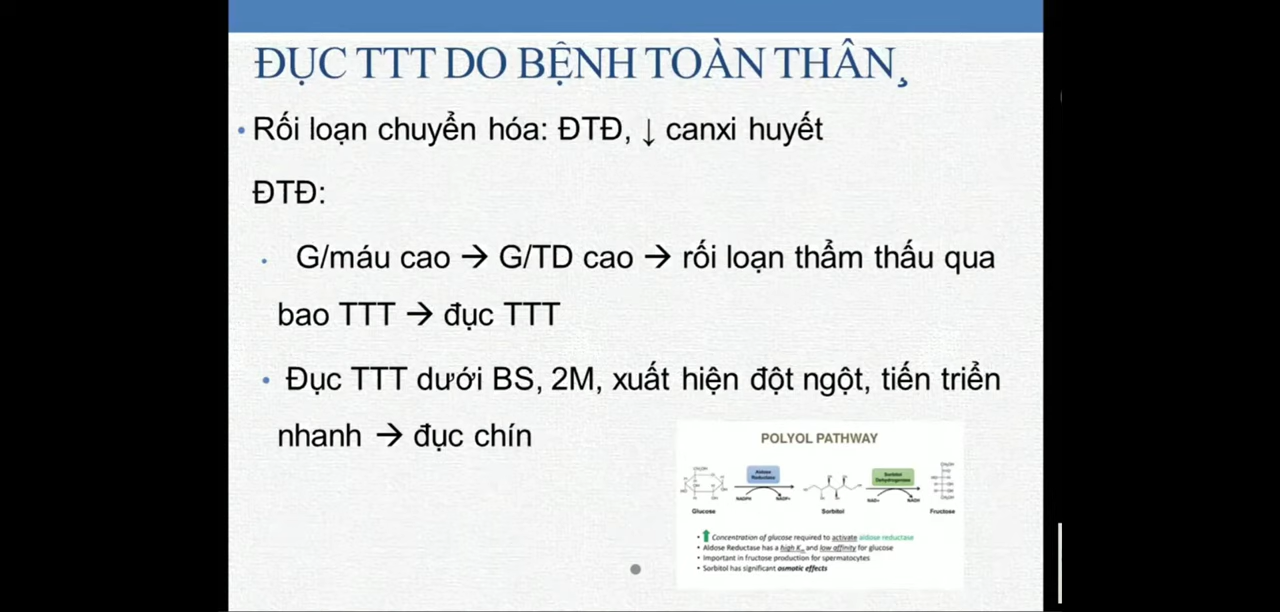 ĐỤC TTT DO BỆNH TOÀN THÂN¸
• Rối loạn chuyển hóa: ĐTĐ, ↓ canxi huyết
ĐTĐ:
• G/máu cao → G/TD cao → rối loạn thẩm thấu qua
bao TTT → đục TTT
• Đục TTT dưới BS, 2M, xuất hiện đột ngột, tiến triển
nhanh → đục chín
POLYOL PATHWAY
Aldose
Reductase
Sorbitol
Dehydrogenase
NADPH
NADP+
NAD+
NADH
Glucose
Sorbitol
Fructose
• ↑ Concentration of glucose required to activate aldose reductase
• Aldose Reductase has a high Km and low affinity for glucose
• Important in fructose production for spermatocytes
• Sorbitol has significant osmotic effects